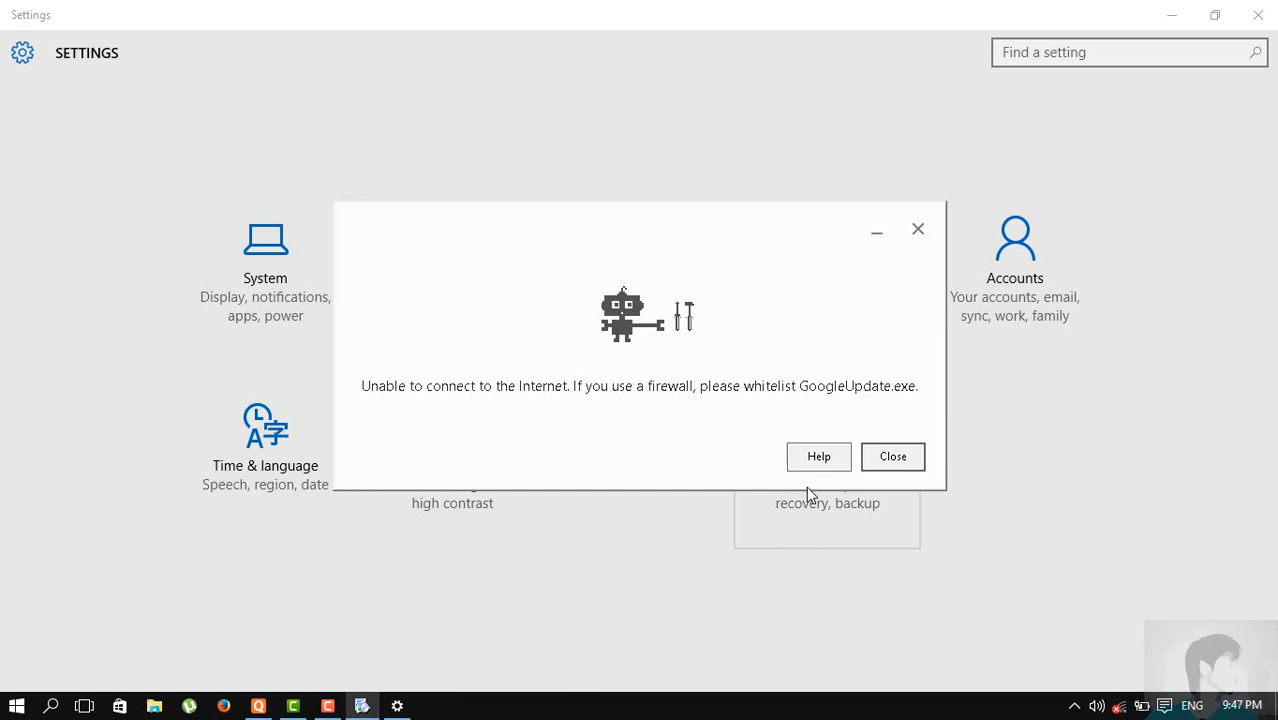 Settings
SETTINGS
Find a setting
System
Display, notifications,
apps, power
Accounts
Your accounts, email,
sync, work, family
Unable to connect to the Internet. If you use a firewall, please whitelist GoogleUpdate.exe.
Help
Close
Time & language
Speech, region, date
high contrast
recovery, backup
ENG
9:47 PM